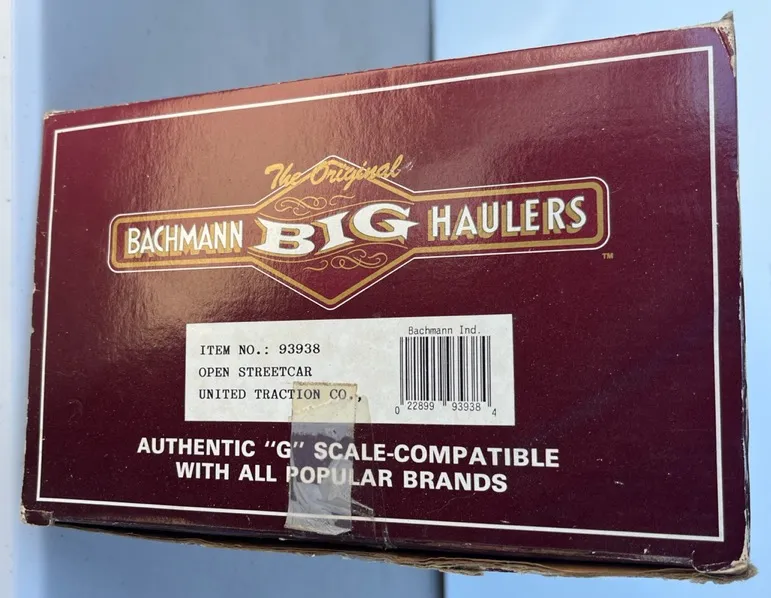 The Original
BACHMANN BIG HAULERS ™
Bachmann Ind.
ITEM NO.: 93938
OPEN STREETCAR
UNITED TRACTION CO.,
0 22899 93938 4
AUTHENTIC "G" SCALE-COMPATIBLE
WITH ALL POPULAR BRANDS